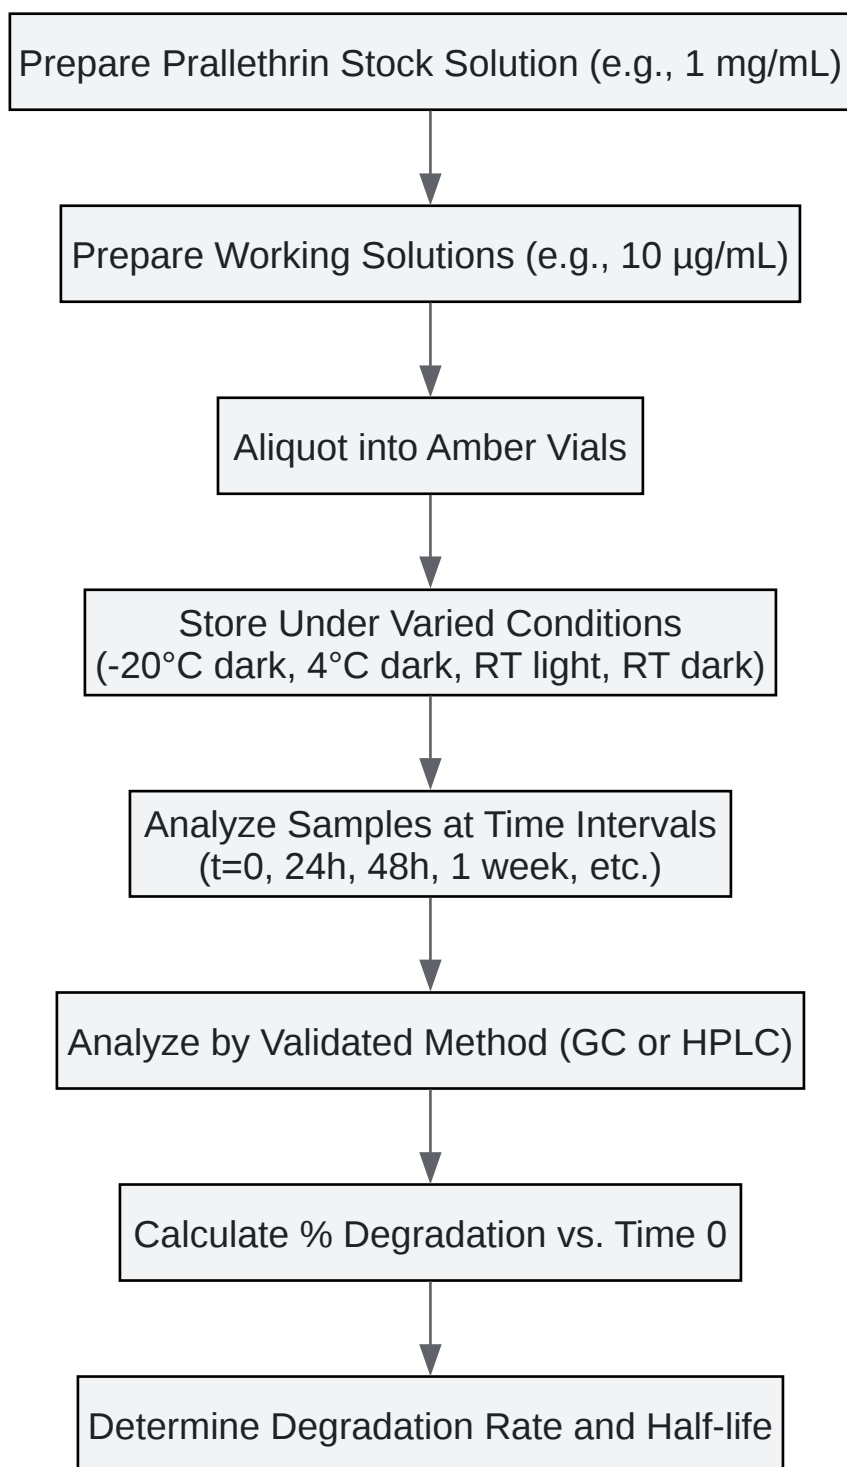 Prepare Prallethrin Stock Solution (e.g., 1 mg/mL)
Prepare Working Solutions (e.g., 10 µg/mL)
Aliquot into Amber Vials
Store Under Varied Conditions
(-20°C dark, 4°C dark, RT light, RT dark)
Analyze Samples at Time Intervals
(t=0, 24h, 48h, 1 week, etc.)
Analyze by Validated Method (GC or HPLC)
Calculate % Degradation vs. Time 0
Determine Degradation Rate and Half-life